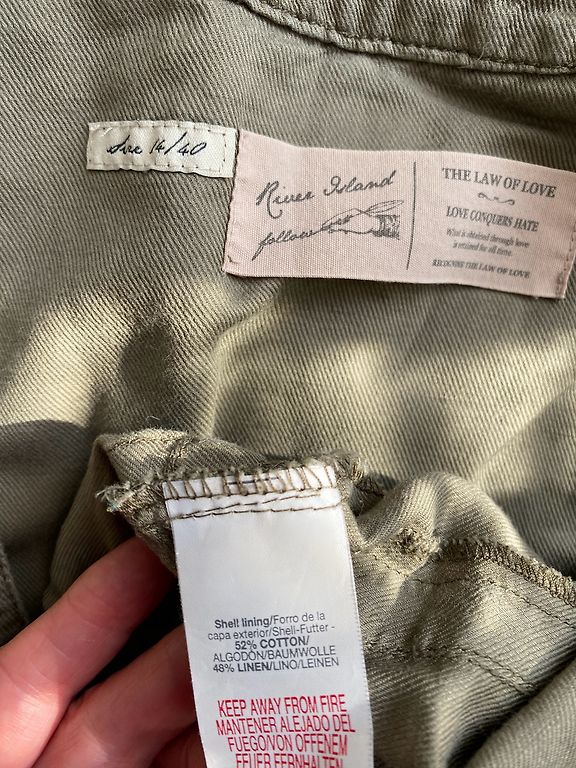 Size 14/40
River Island
THE LAW OF LOVE
LOVE CONQUERS HATE
What is obtained through love
is retained for all time.
RECOGNISE THE LAW OF LOVE
Shell lining/Forro de la
capa exterior/Shell-Futter -
52% COTTON/
ALGODÓN/BAUMWOLLE
48% LINEN/LINO/LEINEN
KEEP AWAY FROM FIRE
MANTENER ALEJADO DEL
FUEGO/VON OFFENEM
FEUER FERNHALTEN